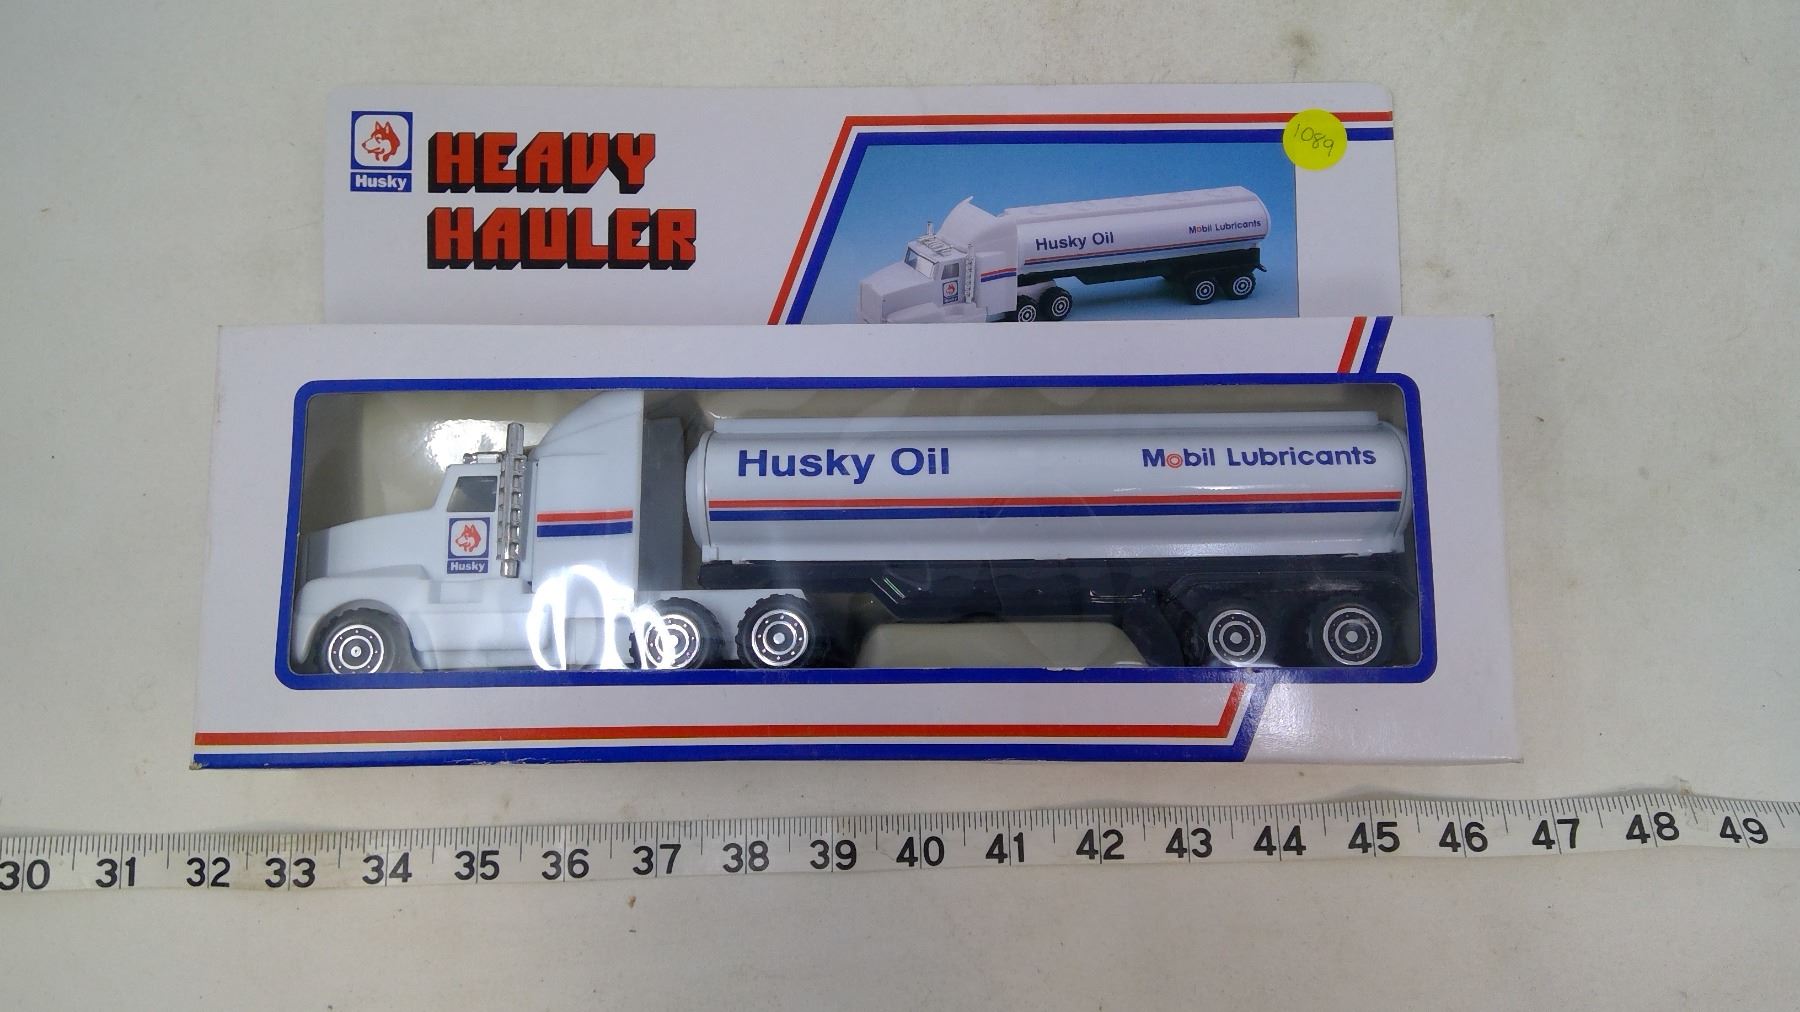 Husky
HEAVY
HAULER
1089
Husky Oil
Mobil Lubricants
Husky Oil
Mobil Lubricants
Husky
30 31 32 33 34 35 36 37 38 39 40 41 42 43 44 45 46 47 48 49